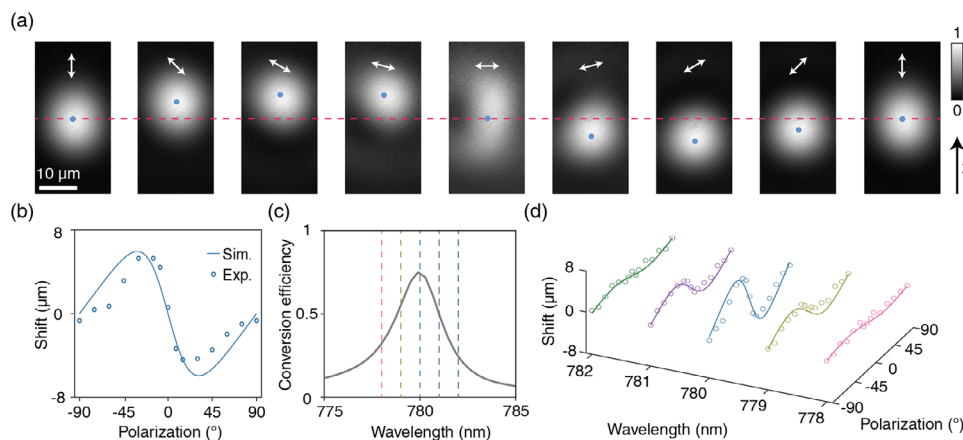 (a)
1
0
10 μm
(b)
(c)
(d)
8
0
-8
Shift (μm)
Sim.
Exp.
-90
-45
0
45
90
Polarization (°)
1
0.5
0
Conversion efficiency
775
780
785
Wavelength (nm)
8
0
-8
Shift (μm)
782
781
780
779
778
Wavelength (nm)
90
45
0
-45
-90
Polarization (°)